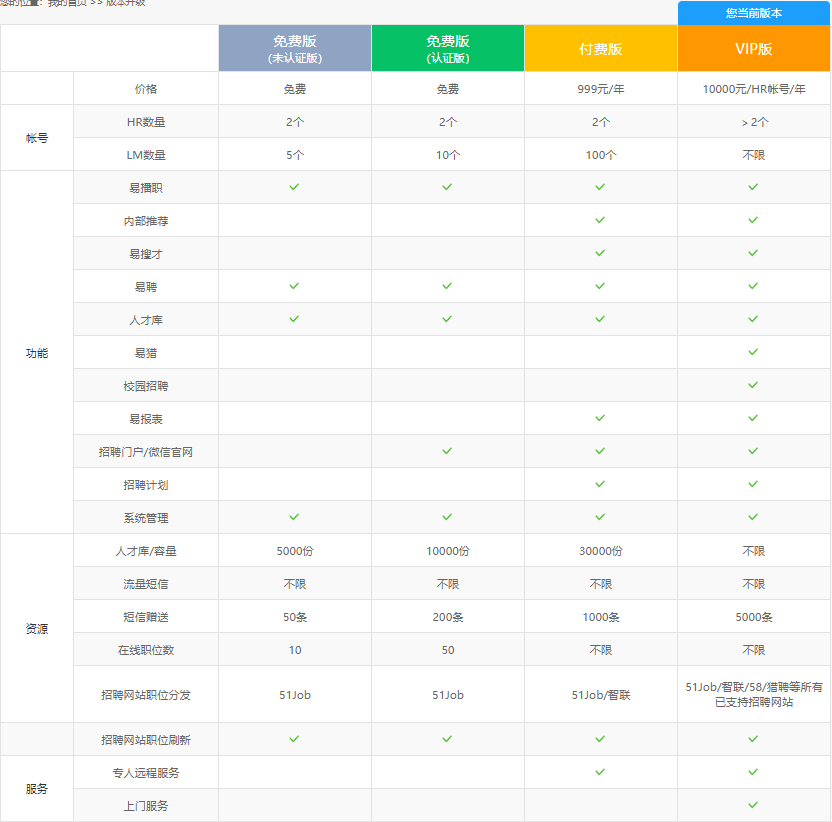 您的位置：我的首页 >> 版本升级
您当前版本
免费版
(未认证版)
免费版
(认证版)
付费版
VIP版
价格 免费 免费 999元/年 10000元/HR帐号/年
帐号
HR数量 2个 2个 2个 > 2个
LM数量 5个 10个 100个 不限
功能
易播职
内部推荐
易搜才
易聘
人才库
易猎
校园招聘
易报表
招聘门户/微信官网
招聘计划
系统管理
资源
人才库/容量 5000份 10000份 30000份 不限
流量短信 不限 不限 不限 不限
短信赠送 50条 200条 1000条 5000条
在线职位数 10 50 不限 不限
招聘网站职位分发 51Job 51Job 51Job/智联 51Job/智联/58/猎聘等所有
已支持招聘网站
招聘网站职位刷新
服务
专人远程服务
上门服务